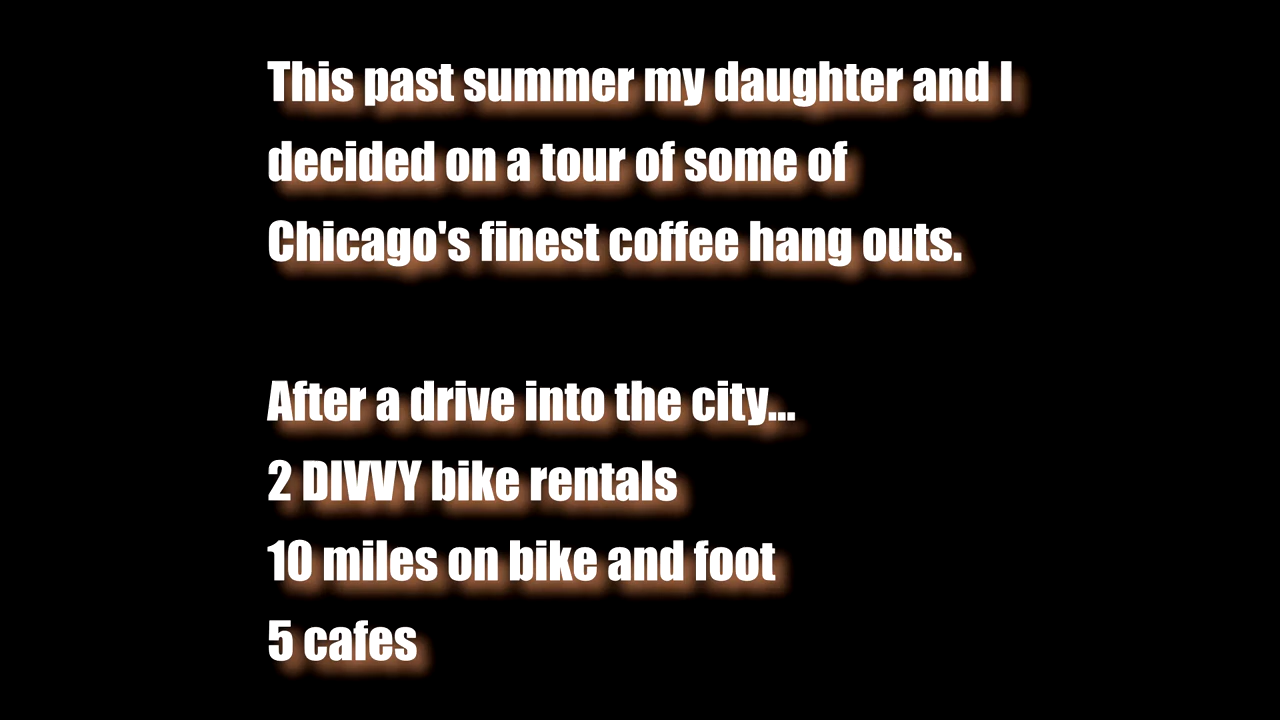 This past summer my daughter and I
decided on a tour of some of
Chicago's finest coffee hang outs.
After a drive into the city...
2 DIVVY bike rentals
10 miles on bike and foot
5 cafes